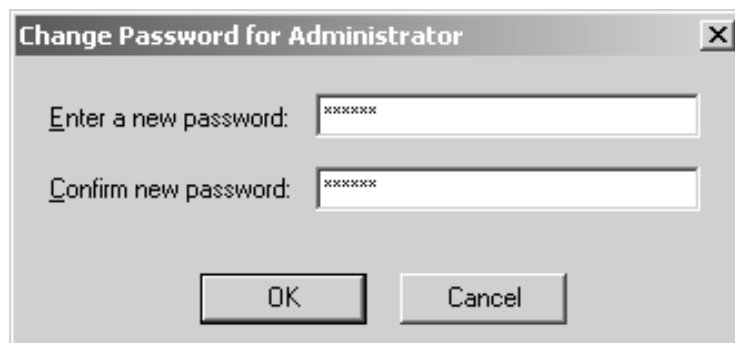 Change Password for Administrator
Enter a new password: ******
Confirm new password: ******
OK Cancel